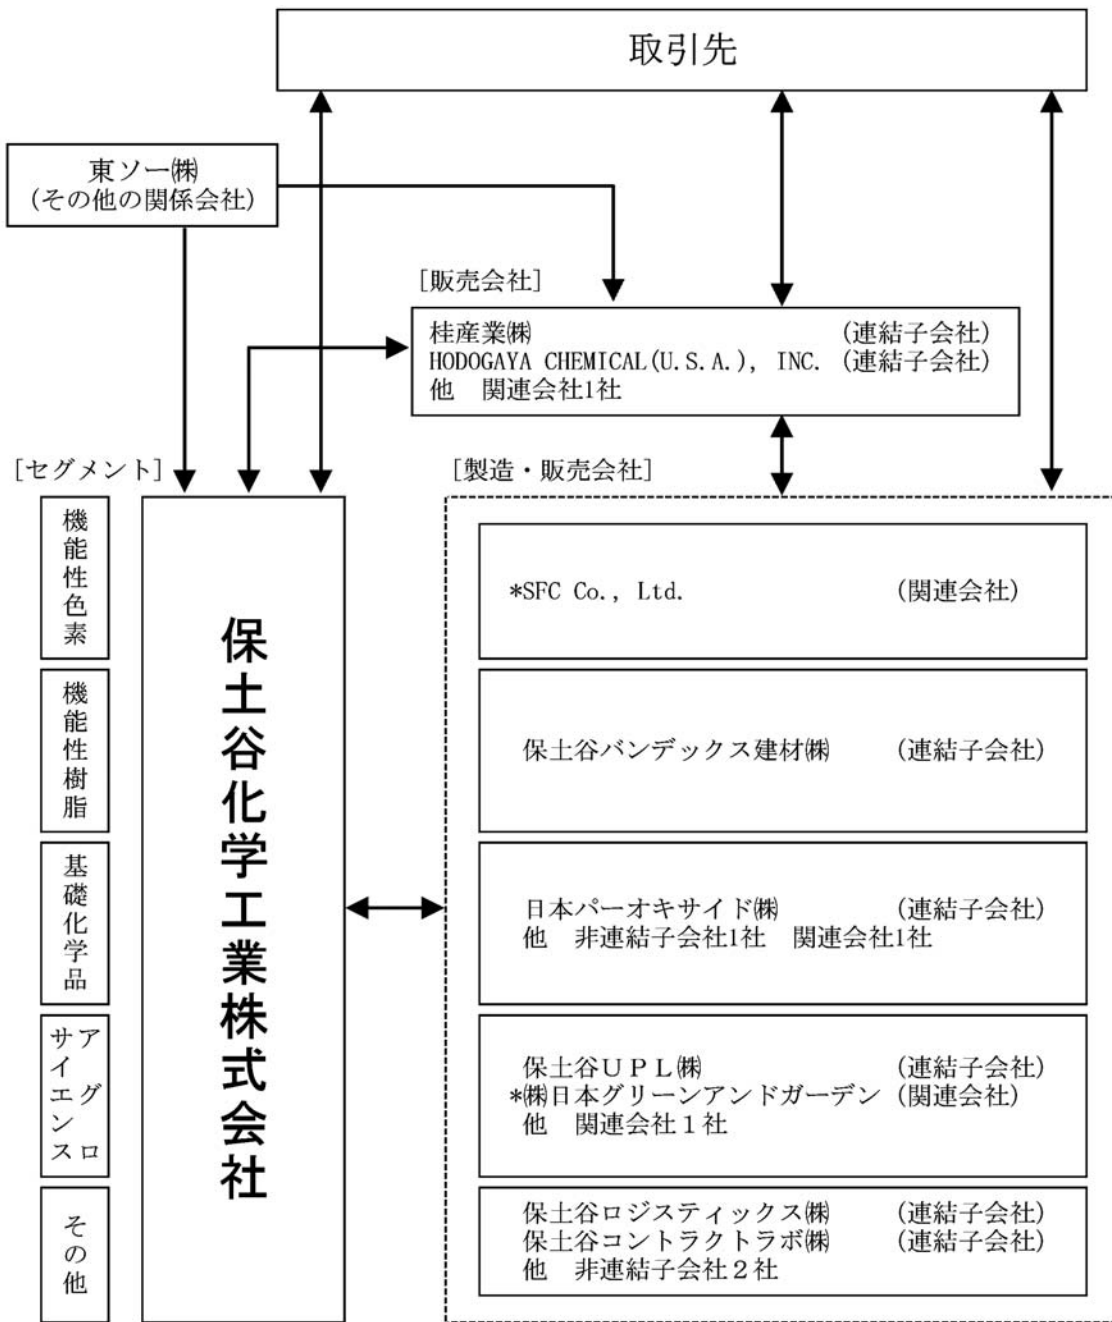 取引先
東ソー㈱
(その他の関係会社)
[販売会社]
桂産業㈱ (連結子会社)
HODOGAYA CHEMICAL(U.S.A.), INC. (連結子会社)
他 関連会社1社
[セグメント]
[製造・販売会社]
機能性色素
保土谷化学工業株式会社
*SFC Co., Ltd. (関連会社)
機能性樹脂
保土谷バンデックス建材㈱ (連結子会社)
基礎化学品
日本パーオキサイド㈱ (連結子会社)
他 非連結子会社1社 関連会社1社
アグロ
サイエンス
保土谷ＵＰＬ㈱ (連結子会社)
*㈱日本グリーンアンドガーデン (関連会社)
他 関連会社１社
その他
保土谷ロジスティックス㈱ (連結子会社)
保土谷コントラクトラボ㈱ (連結子会社)
他 非連結子会社２社